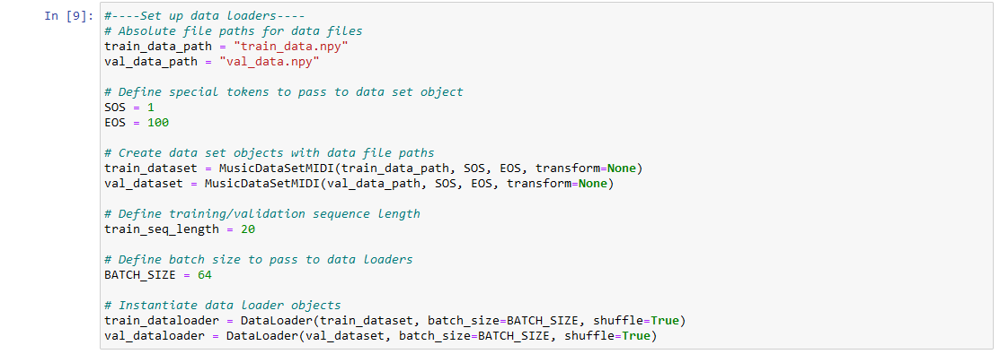 In [9]: #----Set up data loaders----
# Absolute file paths for data files
train_data_path = "train_data.npy"
val_data_path = "val_data.npy"
# Define special tokens to pass to data set object
SOS = 1
EOS = 100
# Create data set objects with data file paths
train_dataset = MusicDataSetMIDI(train_data_path, SOS, EOS, transform=None)
val_dataset = MusicDataSetMIDI(val_data_path, SOS, EOS, transform=None)
# Define training/validation sequence length
train_seq_length = 20
# Define batch size to pass to data loaders
BATCH_SIZE = 64
# Instantiate data loader objects
train_dataloader = DataLoader(train_dataset, batch_size=BATCH_SIZE, shuffle=True)
val_dataloader = DataLoader(val_dataset, batch_size=BATCH_SIZE, shuffle=True)